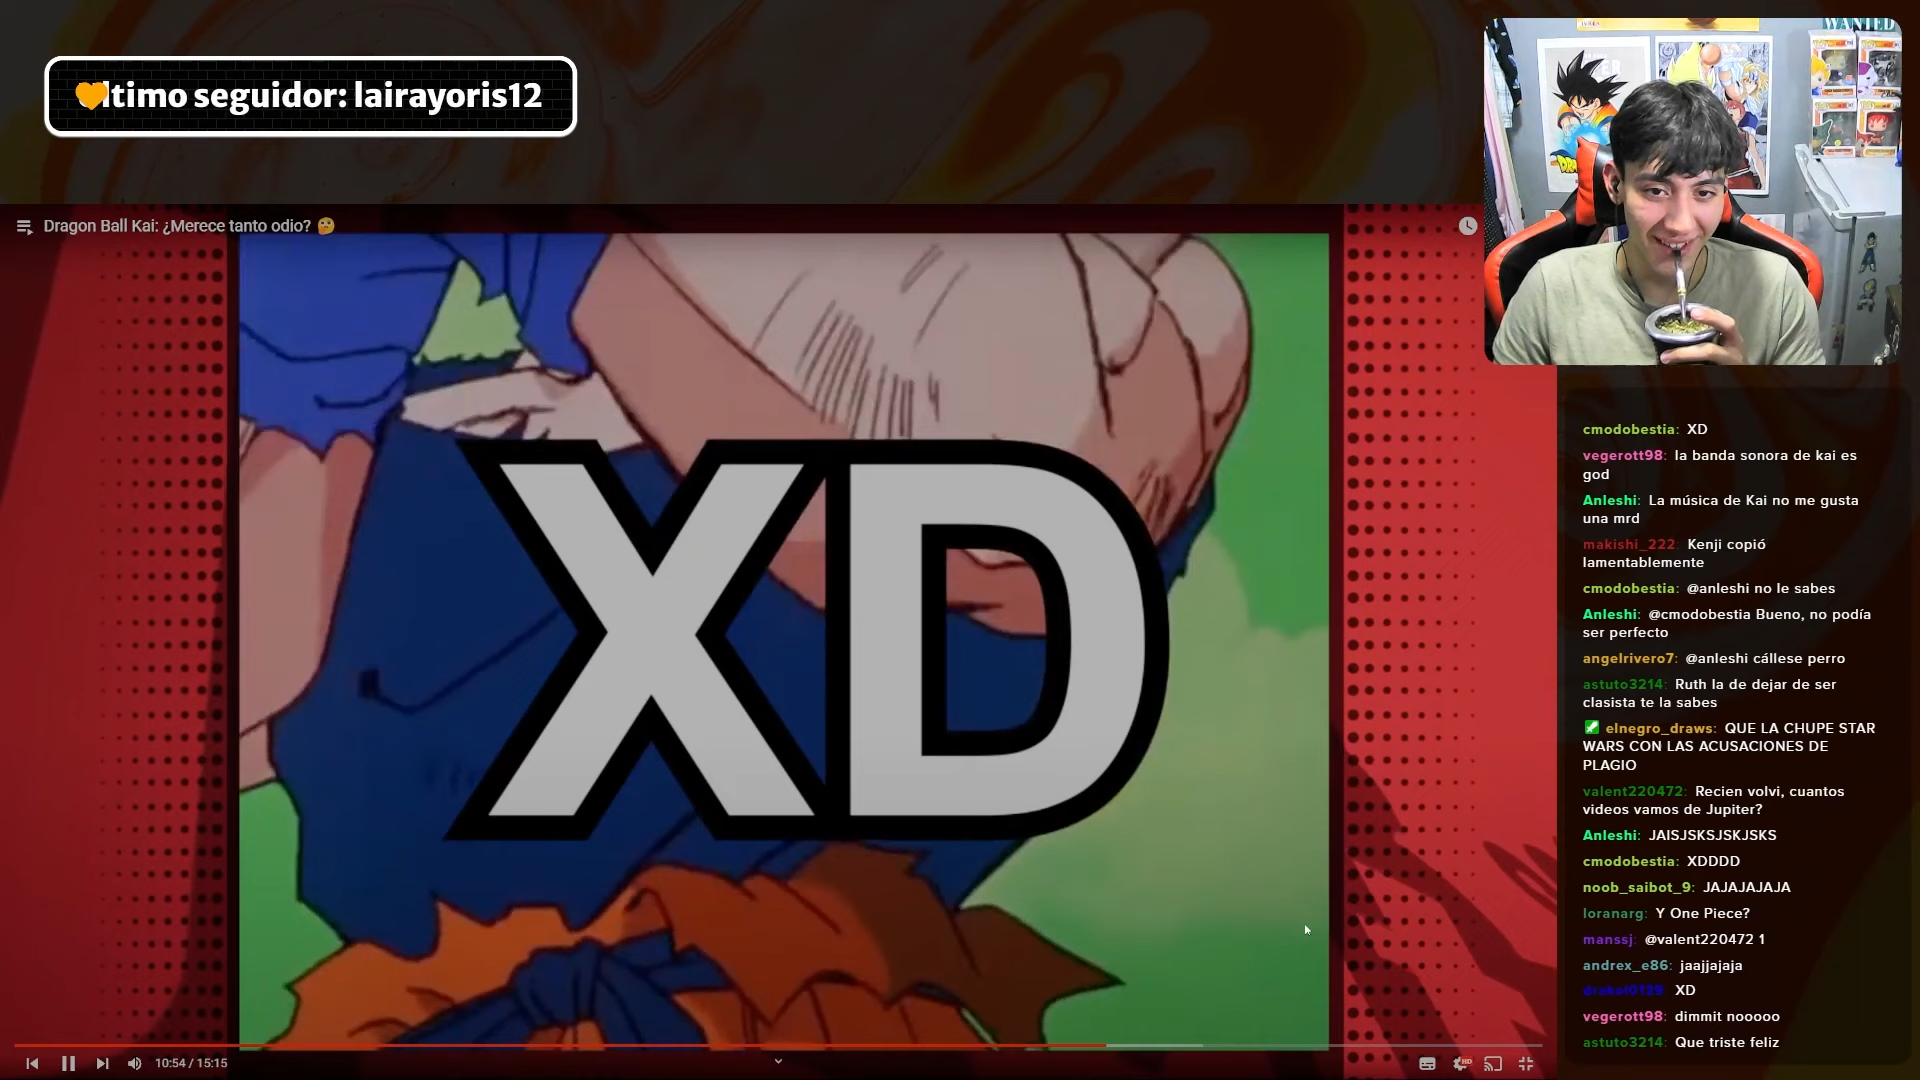 ltimo seguidor: lairayoris12
WANTED
Dragon Ball Kai: ¿Merece tanto odio? 🤔
XD
cmodobestia: XD
vegerott98: la banda sonora de kai es
god
Anleshi: La música de Kai no me gusta
una mrd
makishi_222: Kenji copió
lamentablemente
cmodobestia: @anleshi no le sabes
Anleshi: @cmodobestia Bueno, no podía
ser perfecto
angelrivero7: @anleshi cállese perro
astuto3214: Ruth la de dejar de ser
clasista te la sabes
elnegro_draws: QUE LA CHUPE STAR
WARS CON LAS ACUSACIONES DE
PLAGIO
valent220472: Recien volvi, cuantos
videos vamos de Jupiter?
Anleshi: JAISJSKSJSKJSKS
cmodobestia: XDDDD
noob_saibot_9: JAJAJAJAJA
loranarg: Y One Piece?
manssj: @valent220472 1
andrex_e86: jaajjajaja
XD
vegerott98: dimmit nooooo
astuto3214: Que triste feliz
10:54 / 15:15
HD